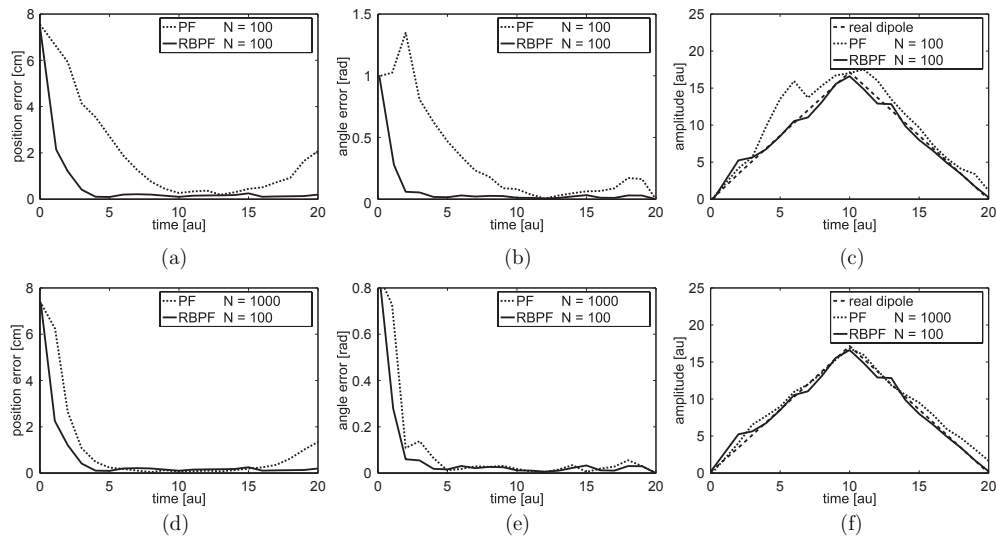 PF N = 100
RBPF N = 100
position error [cm]
8
6
4
2
0
0 5 10 15 20
time [au]
(a)
PF N = 100
RBPF N = 100
angle error [rad]
1.5
1
0.5
0
0 5 10 15 20
time [au]
(b)
real dipole
PF N = 100
RBPF N = 100
amplitude [au]
25
20
15
10
5
0
0 5 10 15 20
time [au]
(c)
PF N = 1000
RBPF N = 100
position error [cm]
8
6
4
2
0
0 5 10 15 20
time [au]
(d)
PF N = 1000
RBPF N = 100
angle error [rad]
0.8
0.6
0.4
0.2
0
0 5 10 15 20
time [au]
(e)
real dipole
PF N = 1000
RBPF N = 100
amplitude [au]
25
20
15
10
5
0
0 5 10 15 20
time [au]
(f)